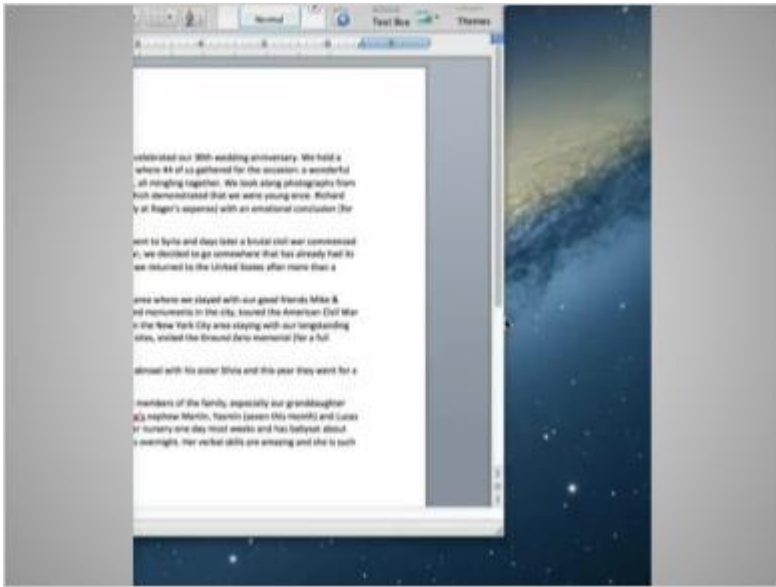 Normal Text Box Themes
celebrated our 30th wedding anniversary. We held a
where 44 of us gathered for the occasion: a wonderful
, all mingling together. We took along photographs from
which demonstrated that we were young once. Richard
at Roger's expense) with an emotional conclusion (for
went to Syria and days later a brutal civil war commenced
, we decided to go somewhere that has already had its
we returned to the United States after more than a
area where we stayed with our good friends Mike &
and monuments in the city, toured the American Civil War
in the New York City area staying with our longstanding
sites, visited the Ground Zero memorial (for a full
abroad with his sister Silvia and this year they went for a
members of the family, especially our granddaughter
nephew Martin, Yasmin (seven this month) and Lucas
nursery one day most weeks and has babysat about
overnight. Her verbal skills are amazing and she is such